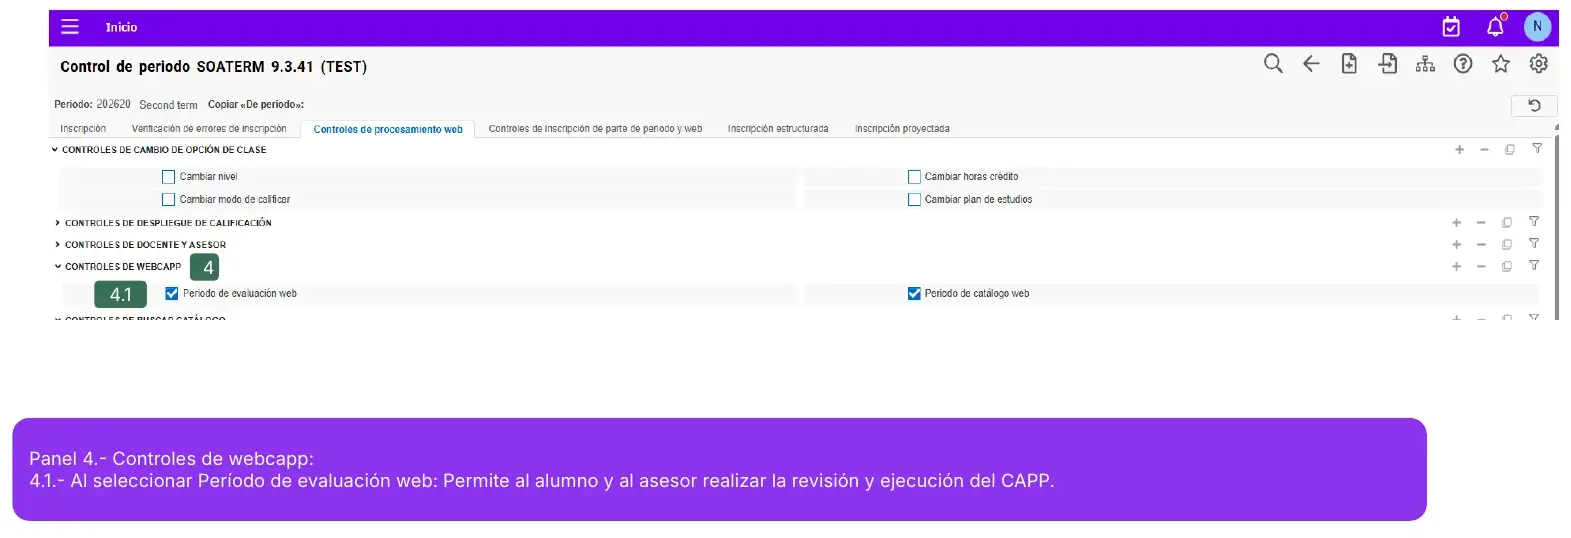 Inicio
N
Control de periodo SOATERM 9.3.41 (TEST)
Periodo: 202620 Second term Copiar «De periodo»:
Inscripción Verificación de errores de inscripción Controles de procesamiento web Controles de inscripción de parte de periodo y web Inscripción estructurada Inscripción proyectada
CONTROLES DE CAMBIO DE OPCIÓN DE CLASE
Cambiar nivel Cambiar horas crédito
Cambiar modo de calificar Cambiar plan de estudios
CONTROLES DE DESPLIEGUE DE CALIFICACIÓN
CONTROLES DE DOCENTE Y ASESOR
CONTROLES DE WEBCAPP 4
4.1 Periodo de evaluación web Periodo de catálogo web
CONTROLES DE BUSCAR CATÁLOGO
Panel 4.- Controles de webcapp:
4.1.- Al seleccionar Período de evaluación web: Permite al alumno y al asesor realizar la revisión y ejecución del CAPP.